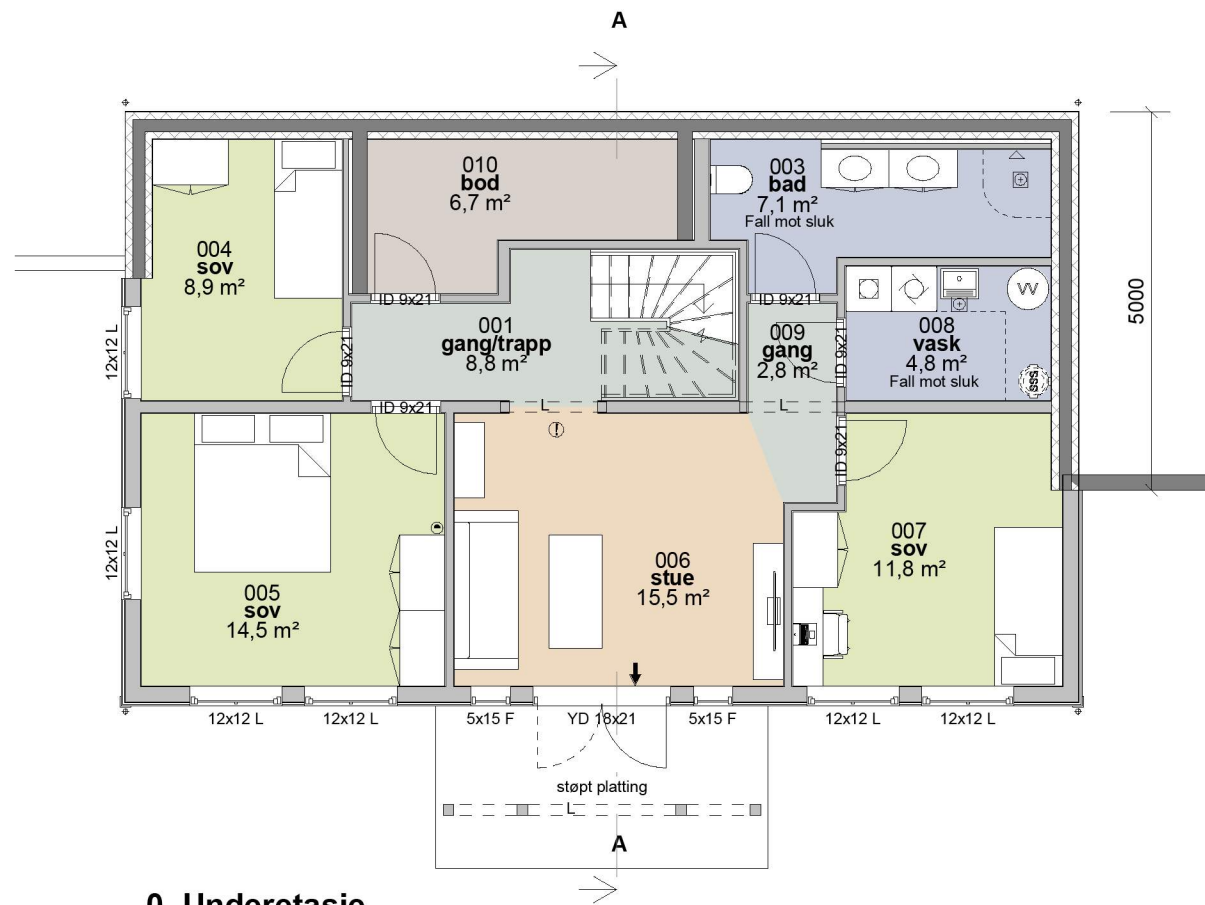 A
010
bod
6,7 m²
003
bad
7,1 m²
Fall mot sluk
004
sov
8,9 m²
ID 9x21
ID 9x21
5000
12x12 L
ID 9x21
001
gang/trapp
8,8 m²
009
gang
2,8 m²
ID 9x21
008
vask
4,8 m²
Fall mot sluk
VV
SSS
ID 9x21
L
L
ID 9x21
12x12 L
005
sov
14,5 m²
006
stue
15,5 m²
007
sov
11,8 m²
12x12 L
12x12 L
5x15 F
YD 18x21
5x15 F
12x12 L
12x12 L
støpt platting
L
A
0 Underetasje